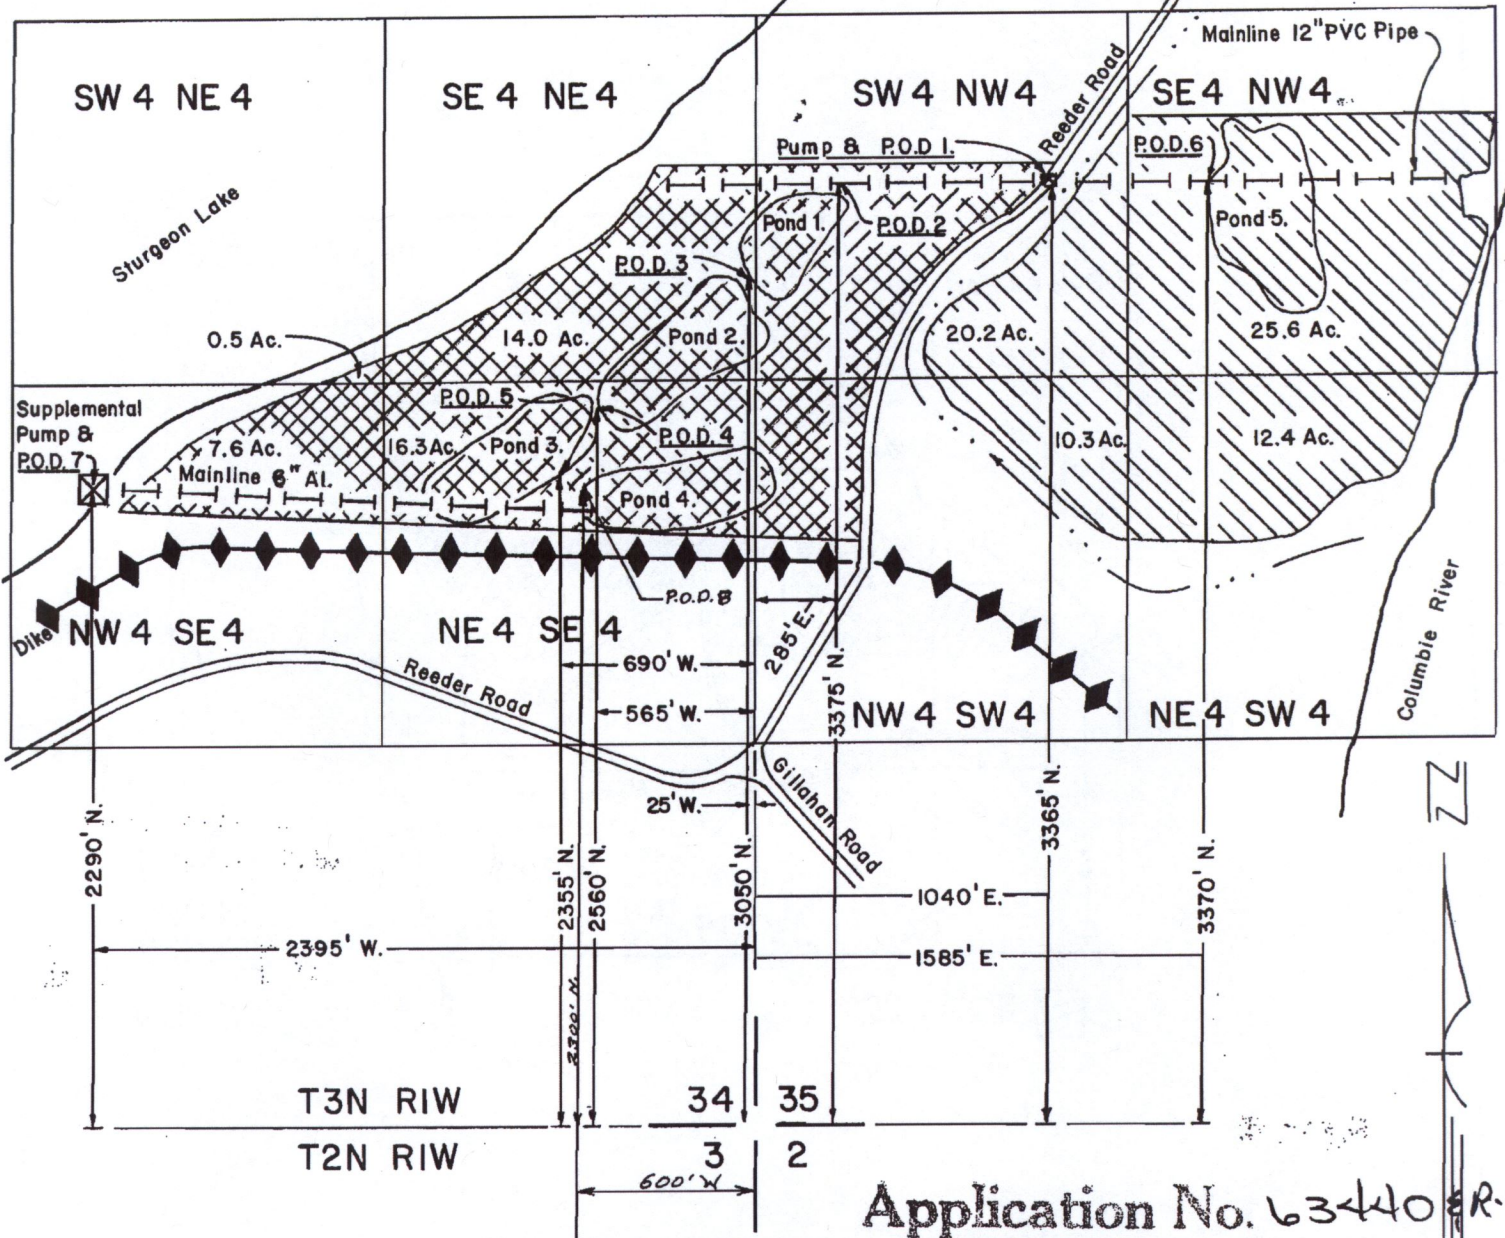 Mainline 12" PVC Pipe
SW 4 NE 4
SE 4 NE 4
SW 4 NW 4
SE 4 NW 4
Reeder Road
Pump & P.O.D 1.
P.O.D.6
Sturgeon Lake
Pond 1.
P.O.D.2
Pond 5.
P.O.D.3
0.5 Ac.
14.0 Ac.
Pond 2.
20.2 Ac.
25.6 Ac.
Supplemental
Pump &
P.O.D.7
P.O.D.5
P.O.D.4
7.6 Ac.
16.3 Ac.
Pond 3.
10.3 Ac.
12.4 Ac.
Mainline 6" Al.
Pond 4.
P.O.D 8
Dike
NW 4 SE 4
NE 4 SE 4
690' W.
285' E.
Columbie River
Reeder Road
565' W.
3375' N.
NW 4 SW 4
NE 4 SW 4
Gillahan Road
25' W.
2290' N.
2355' N.
2560' N.
3050' N.
3365' N.
3370' N.
1040' E.
2395' W.
1585' E.
2300' N.
T3N R1W
34
35
T2N R1W
3
2
600' W
Application No. 63440 & R.